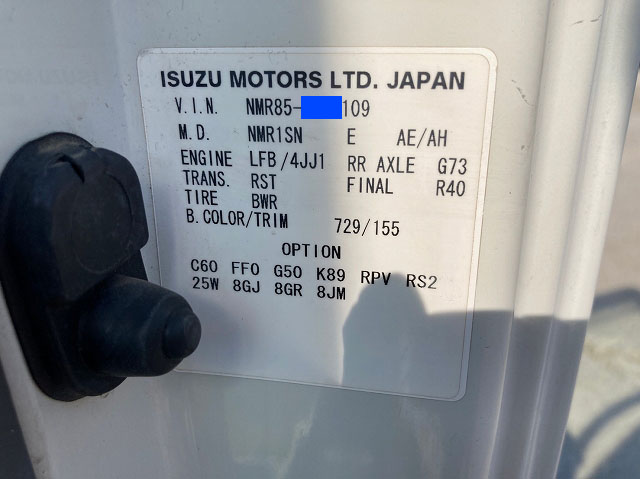 ISUZU MOTORS LTD. JAPAN
V.I.N. NMR85- 109
M.D. NMR1SN E AE/AH
ENGINE LFB/4JJ1 RR AXLE G73
TRANS. RST FINAL R40
TIRE BWR
B.COLOR/TRIM 729/155
OPTION
C60 FF0 G50 K89 RPV RS2
25W 8GJ 8GR 8JM